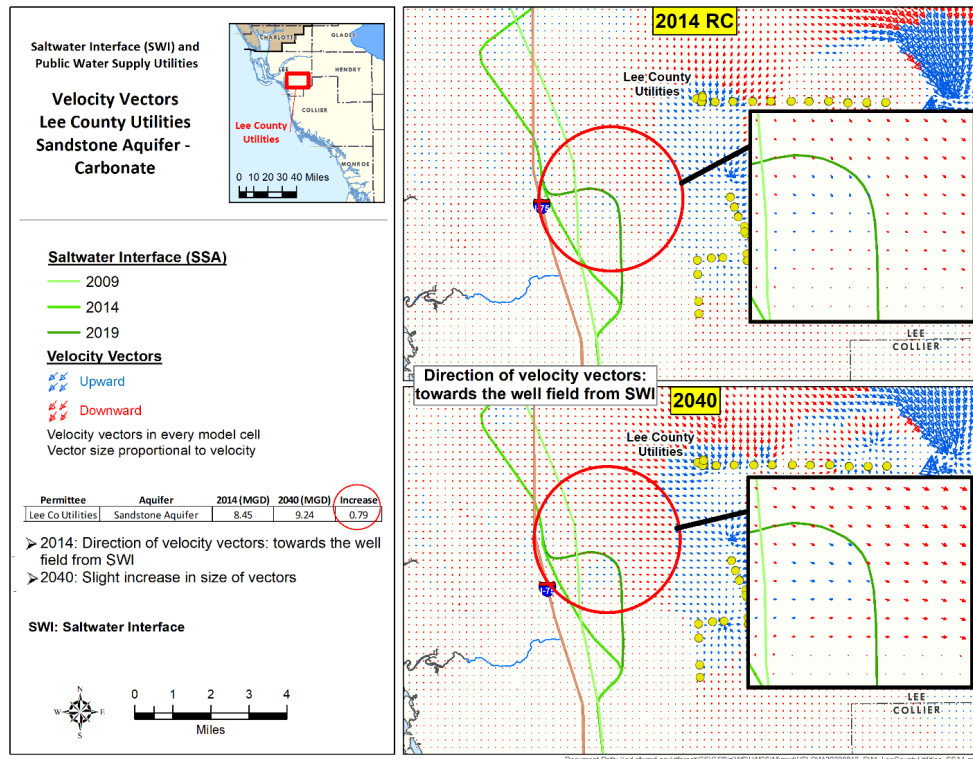 Saltwater Interface (SWI) and
Public Water Supply Utilities
Velocity Vectors
Lee County Utilities
Sandstone Aquifer -
Carbonate
CHARLOTTE
GLADES
LEE
HENDRY
COLLIER
Lee County
Utilities
MONROE
0 10 20 30 40 Miles
Saltwater Interface (SSA)
2009
2014
2019
Velocity Vectors
Upward
Downward
Velocity vectors in every model cell
Vector size proportional to velocity
Permittee Aquifer 2014 (MGD) 2040 (MGD) Increase
Lee Co Utilities Sandstone Aquifer 8.45 9.24 0.79
➢ 2014: Direction of velocity vectors: towards the well
field from SWI
➢ 2040: Slight increase in size of vectors
SWI: Saltwater Interface
N
W E
S
0 1 2 3 4
Miles
2014 RC
Lee County
Utilities
LEE
COLLIER
Direction of velocity vectors:
towards the well field from SWI
2040
Lee County
Utilities
LEE
COLLIER